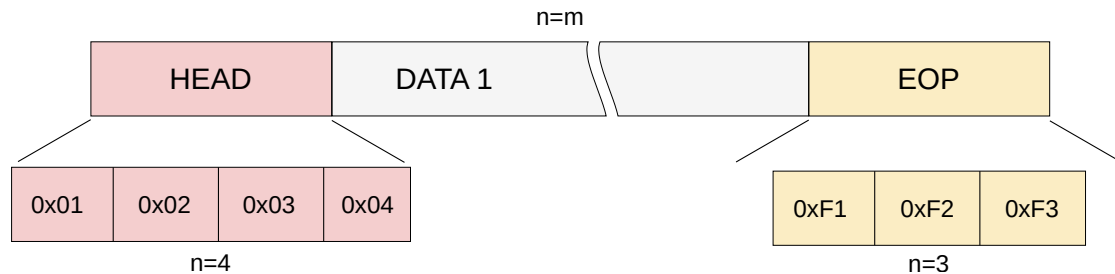 n=m
HEAD DATA 1 EOP
0x01 0x02 0x03 0x04 0xF1 0xF2 0xF3
n=4 n=3